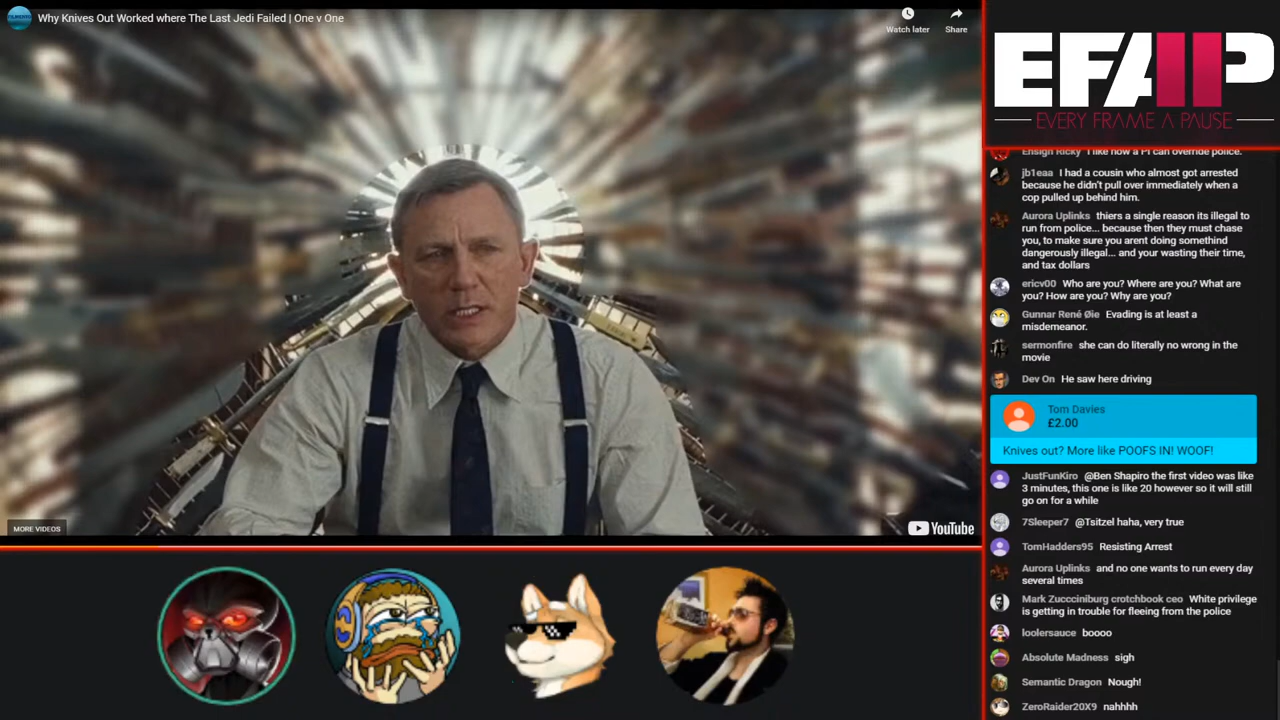 Why Knives Out Worked where The Last Jedi Failed | One v One
Watch later
Share
MORE VIDEOS
YouTube
EFAP
EVERY FRAME A PAUSE
Ensign Ricky I like how a PI can override police.
jb1eaa I had a cousin who almost got arrested
because he didn't pull over immediately when a
cop pulled up behind him.
Aurora Uplinks thiers a single reason its illegal to
run from police... because then they must chase
you, to make sure you arent doing somethind
dangerously illegal... and your wasting their time,
and tax dollars
ericv00 Who are you? Where are you? What are
you? How are you? Why are you?
Gunnar René Øie Evading is at least a
misdemeanor.
sermonfire she can do literally no wrong in the
movie
Dev On He saw here driving
Tom Davies
£2.00
Knives out? More like POOFS IN! WOOF!
JustFunKiro @Ben Shapiro the first video was like
3 minutes, this one is like 20 however so it will still
go on for a while
7Sleeper7 @Tsitzel haha, very true
TomHadders95 Resisting Arrest
Aurora Uplinks and no one wants to run every day
several times
Mark Zuccciniburg crotchbook ceo White privilege
is getting in trouble for fleeing from the police
loolersauce boooo
Absolute Madness sigh
Semantic Dragon Nough!
ZeroRaider20X9 nahhhh